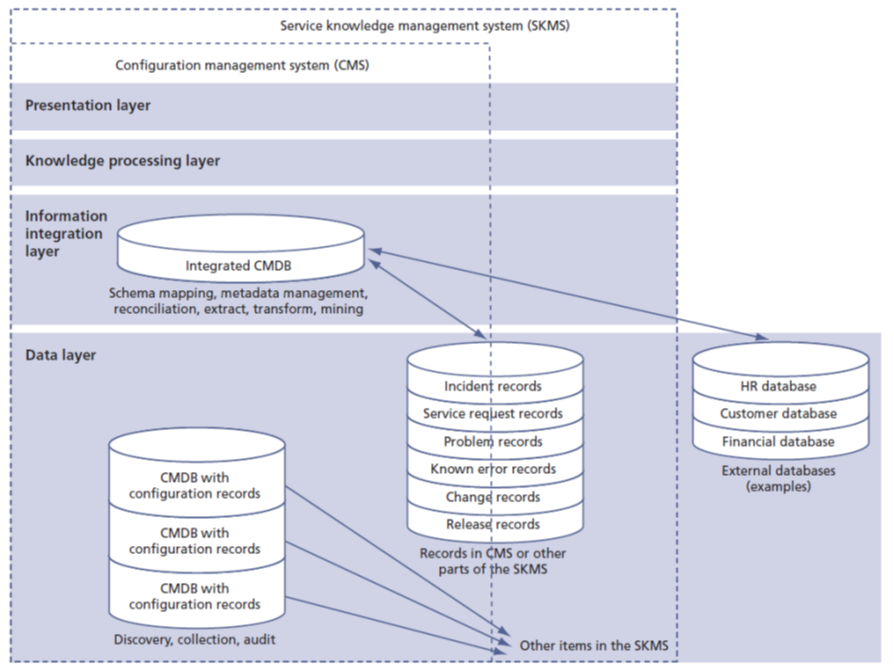 Service knowledge management system (SKMS)
Configuration management system (CMS)
Presentation layer
Knowledge processing layer
Information
integration
layer
Integrated CMDB
Schema mapping, metadata management,
reconciliation, extract, transform, mining
Data layer
Incident records
Service request records
Problem records
Known error records
Change records
Release records
Records in CMS or other
parts of the SKMS
HR database
Customer database
Financial database
External databases
(examples)
CMDB with
configuration records
CMDB with
configuration records
CMDB with
configuration records
Discovery, collection, audit
Other items in the SKMS